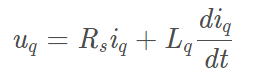 u_q = R_s i_q + L_q \frac{di_q}{dt}